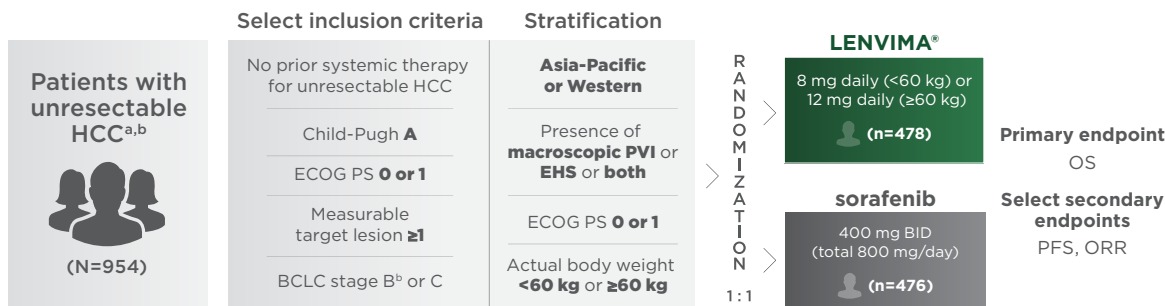 Select inclusion criteria
Stratification
Patients with
unresectable
HCCa,b
(N=954)
No prior systemic therapy
for unresectable HCC
Child-Pugh A
ECOG PS 0 or 1
Measurable
target lesion ≥1
BCLC stage Bb or C
Asia-Pacific
or Western
Presence of
macroscopic PVI or
EHS or both
ECOG PS 0 or 1
Actual body weight
<60 kg or ≥60 kg
RANDOMIZATION
1:1
LENVIMA®
8 mg daily (<60 kg) or
12 mg daily (≥60 kg)
(n=478)
sorafenib
400 mg BID
(total 800 mg/day)
(n=476)
Primary endpoint
OS
Select secondary
endpoints
PFS, ORR